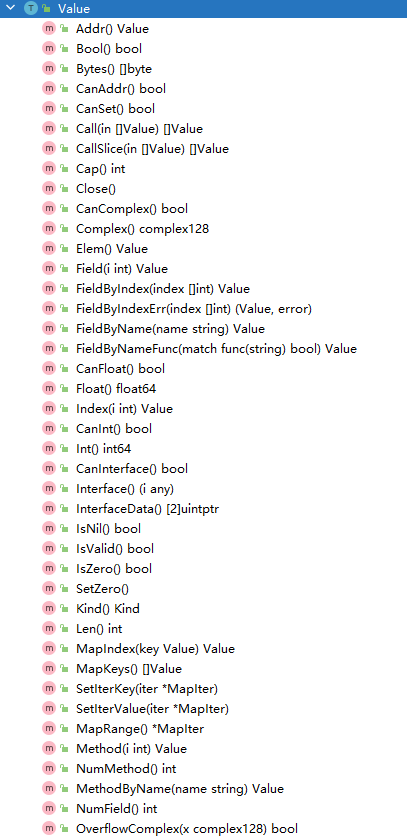 Value
Addr() Value
Bool() bool
Bytes() []byte
CanAddr() bool
CanSet() bool
Call(in []Value) []Value
CallSlice(in []Value) []Value
Cap() int
Close()
CanComplex() bool
Complex() complex128
Elem() Value
Field(i int) Value
FieldByIndex(index []int) Value
FieldByIndexErr(index []int) (Value, error)
FieldByName(name string) Value
FieldByNameFunc(match func(string) bool) Value
CanFloat() bool
Float() float64
Index(i int) Value
CanInt() bool
Int() int64
CanInterface() bool
Interface() (i any)
InterfaceData() [2]uintptr
IsNil() bool
IsValid() bool
IsZero() bool
SetZero()
Kind() Kind
Len() int
MapIndex(key Value) Value
MapKeys() []Value
SetIterKey(iter *MapIter)
SetIterValue(iter *MapIter)
MapRange() *MapIter
Method(i int) Value
NumMethod() int
MethodByName(name string) Value
NumField() int
OverflowComplex(x complex128) bool